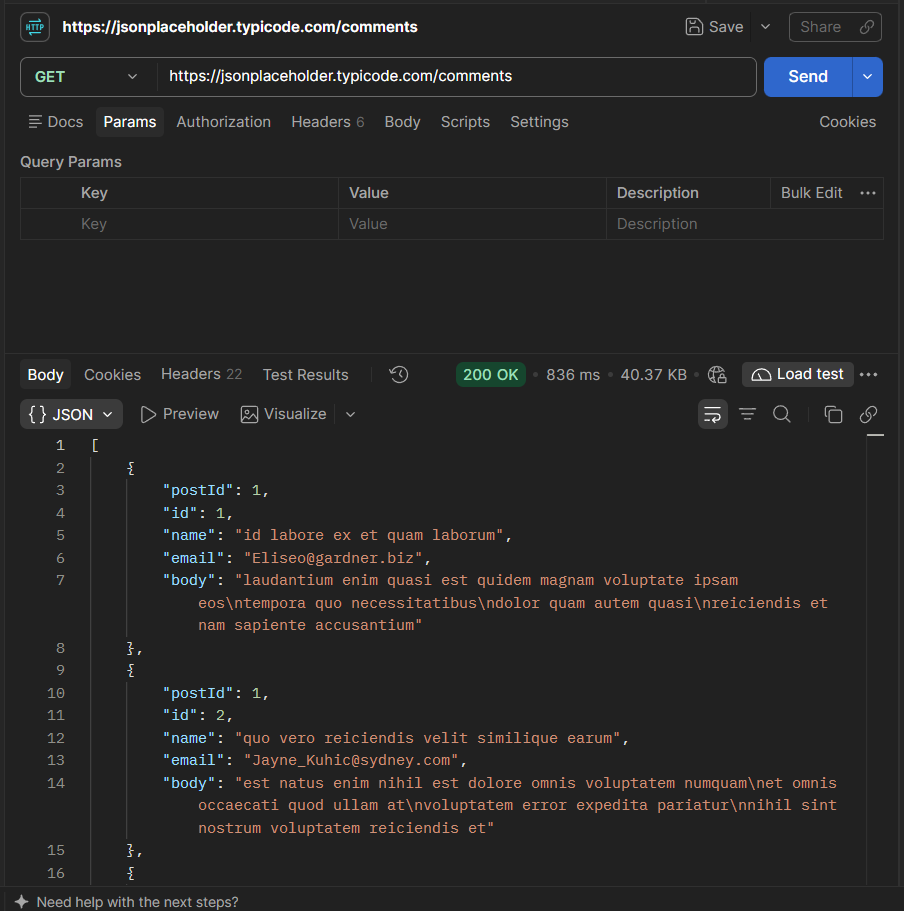 HTTP https://jsonplaceholder.typicode.com/comments Save Share
GET https://jsonplaceholder.typicode.com/comments Send
Docs Params Authorization Headers 6 Body Scripts Settings Cookies
Query Params
Key Value Description Bulk Edit ···
Key Value Description
Body Cookies Headers 22 Test Results 200 OK • 836 ms • 40.37 KB • Load test ···
{} JSON Preview Visualize
1 [
2 {
3 "postId": 1,
4 "id": 1,
5 "name": "id labore ex et quam laborum",
6 "email": "Eliseo@gardner.biz",
7 "body": "laudantium enim quasi est quidem magnam voluptate ipsam
eos\ntempora quo necessitatibus\ndolor quam autem quasi\nreiciendis et
nam sapiente accusantium"
8 },
9 {
10 "postId": 1,
11 "id": 2,
12 "name": "quo vero reiciendis velit similique earum",
13 "email": "Jayne_Kuhic@sydney.com",
14 "body": "est natus enim nihil est dolore omnis voluptatem numquam\net omnis
occaecati quod ullam at\nvoluptatem error expedita pariatur\nnihil sint
nostrum voluptatem reiciendis et"
15 },
16 {
Need help with the next steps?